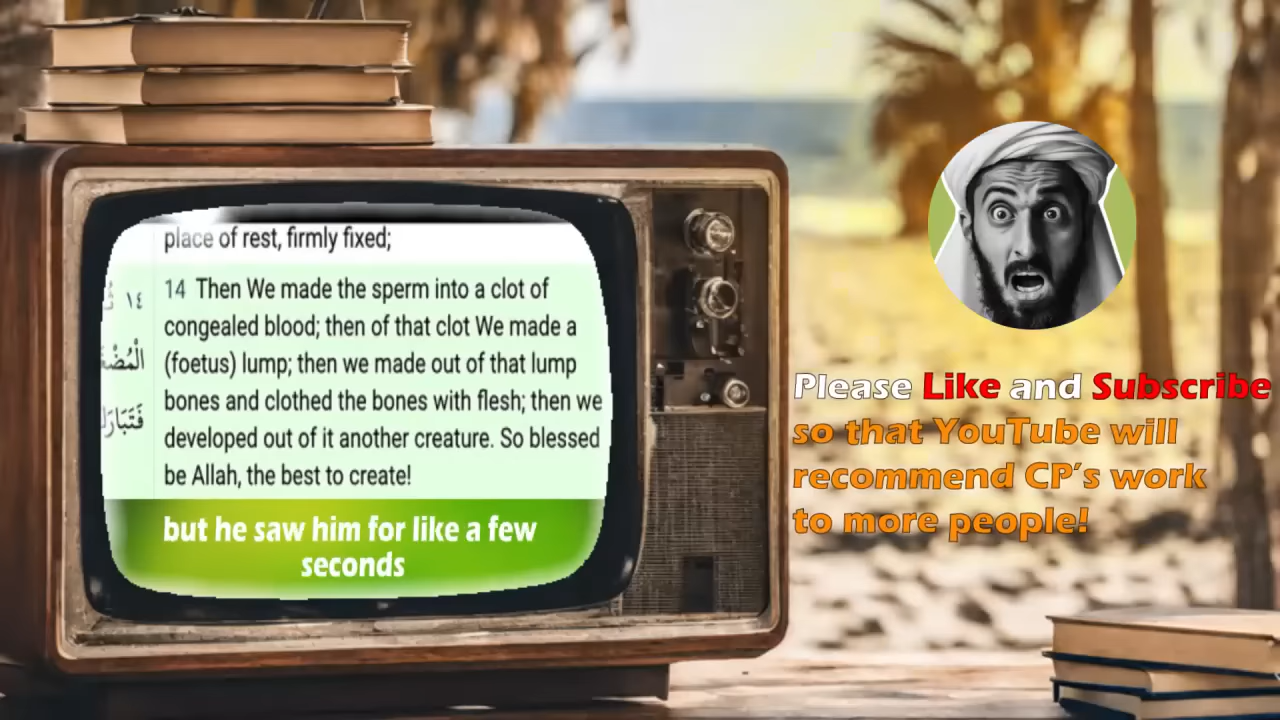 place of rest, firmly fixed;
14 Then We made the sperm into a clot of
congealed blood; then of that clot We made a
(foetus) lump; then we made out of that lump
bones and clothed the bones with flesh; then we
developed out of it another creature. So blessed
be Allah, the best to create!
١٤
but he saw him for like a few
seconds
Please Like and Subscribe
so that YouTube will
recommend CP's work
to more people!